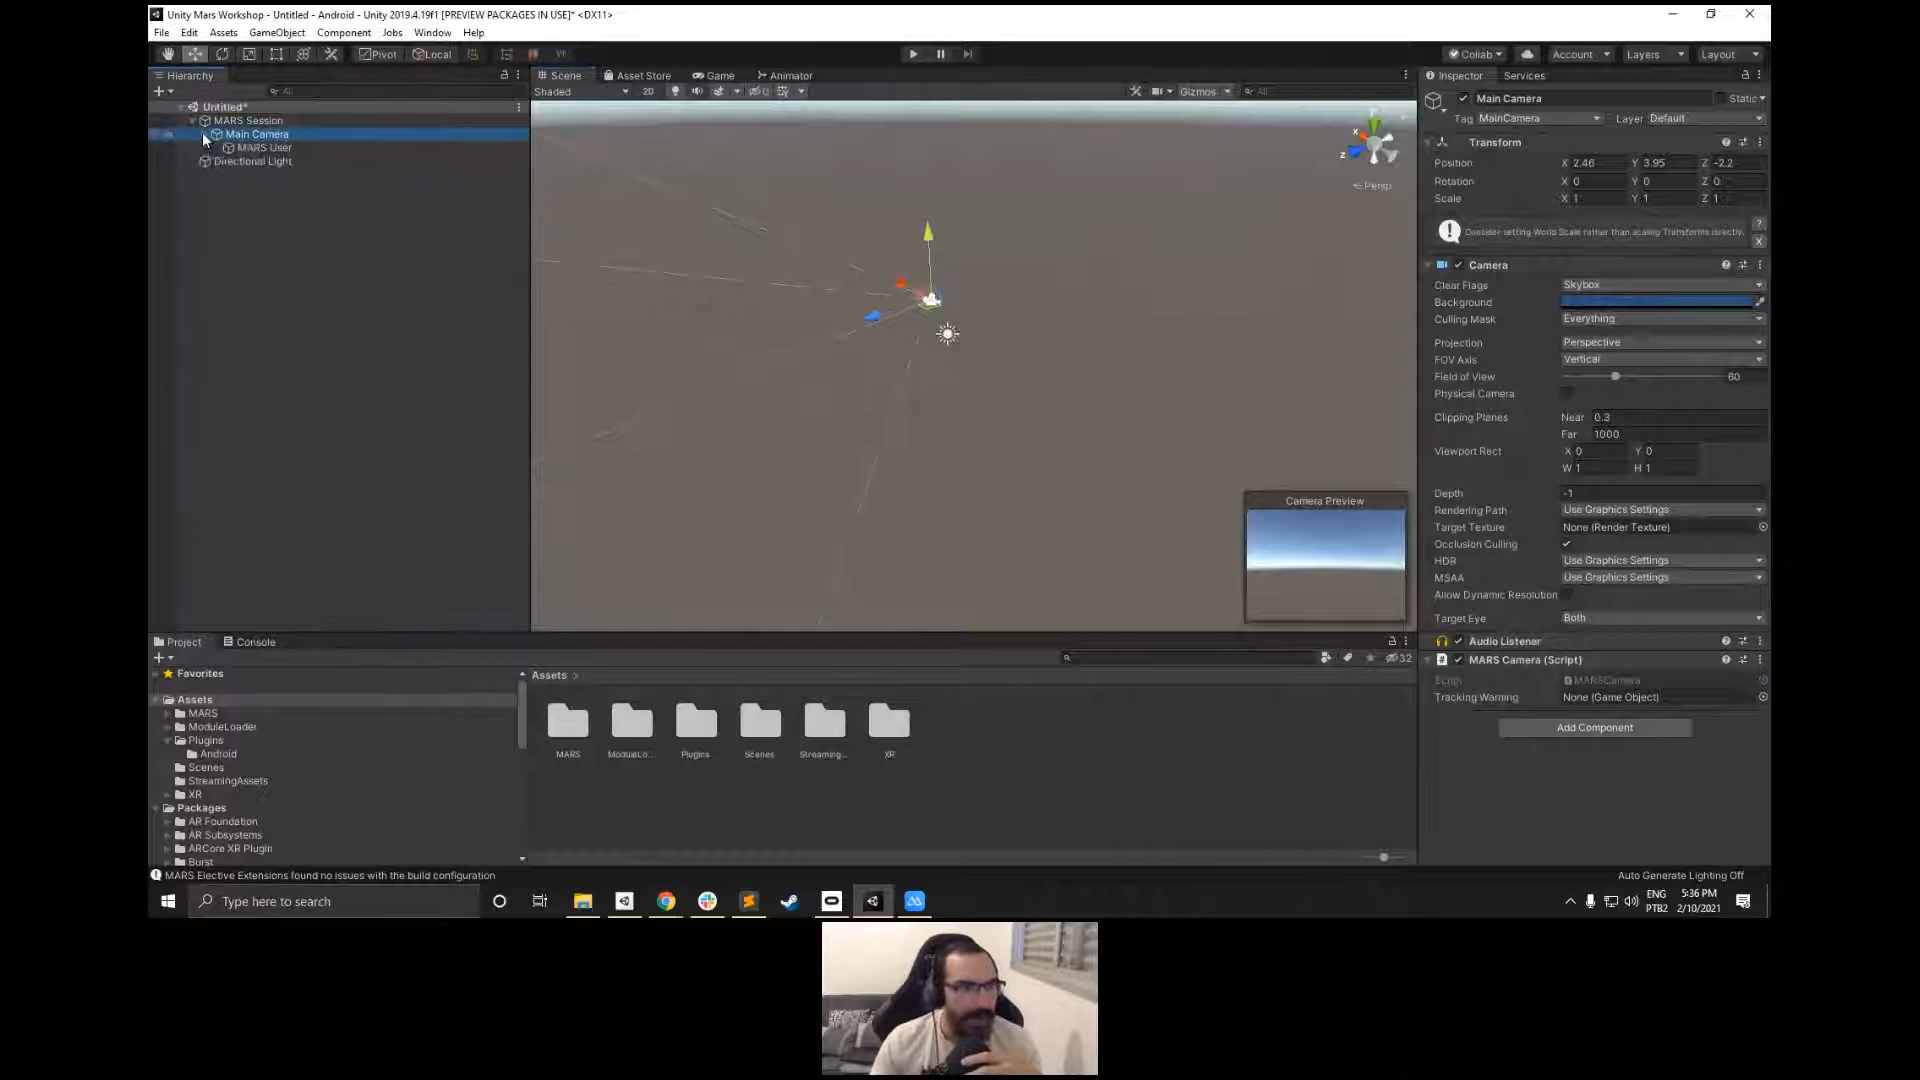 Unity Mars Workshop - Untitled - Android - Unity 2019.4.19f1 [PREVIEW PACKAGES IN USE]* <DX11>
File Edit Assets GameObject Component Jobs Window Help
Pivot Local Collab Account Layers Layout
Hierarchy
All
Untitled*
MARS Session
Main Camera
MARS User
Directional Light
Scene Asset Store Game Animator
Shaded 2D 0 Gizmos All
x
z
Persp
Camera Preview
Inspector Services
Main Camera Static
Tag MainCamera Layer Default
Transform
Position X 2.46 Y 3.95 Z -2.2
Rotation X 0 Y 0 Z 0
Scale X 1 Y 1 Z 1
Consider setting World Scale rather than scaling Transforms directly.
?
X
Camera
Clear Flags Skybox
Background
Culling Mask Everything
Projection Perspective
FOV Axis Vertical
Field of View 60
Physical Camera
Clipping Planes Near 0.3
Far 1000
Viewport Rect X 0 Y 0
W 1 H 1
Depth -1
Rendering Path Use Graphics Settings
Target Texture None (Render Texture)
Occlusion Culling
HDR Use Graphics Settings
MSAA Use Graphics Settings
Allow Dynamic Resolution
Target Eye Both
Audio Listener
# MARS Camera (Script)
Script MARSCamera
Tracking Warning None (Game Object)
Add Component
Project Console
32
Favorites
Assets
MARS
ModuleLoader
Plugins
Android
Scenes
StreamingAssets
XR
Packages
AR Foundation
AR Subsystems
ARCore XR Plugin
Burst
Assets >
MARS ModuleLo... Plugins Scenes Streaming... XR
MARS Elective Extensions found no issues with the build configuration
Auto Generate Lighting Off
Type here to search
ENG
PTB2
5:36 PM
2/10/2021